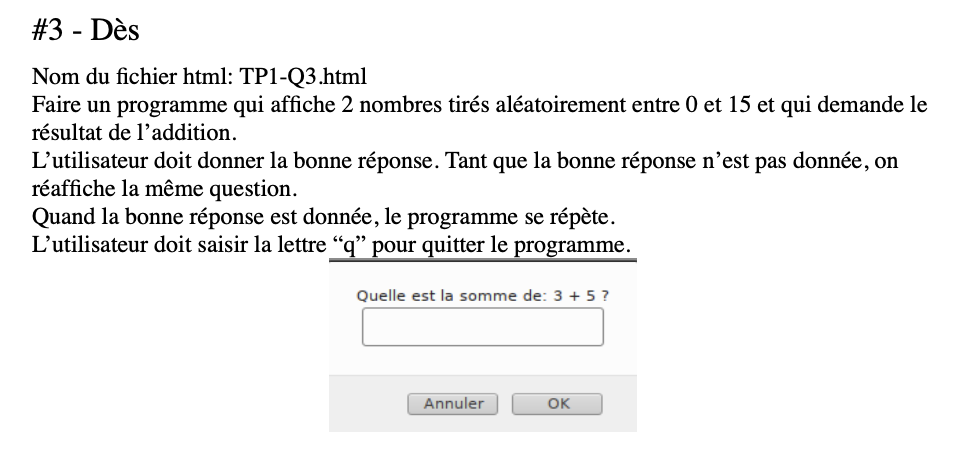 #3 - Dès
Nom du fichier html: TP1-Q3.html
Faire un programme qui affiche 2 nombres tirés aléatoirement entre 0 et 15 et qui demande le
résultat de l’addition.
L’utilisateur doit donner la bonne réponse. Tant que la bonne réponse n’est pas donnée, on
réaffiche la même question.
Quand la bonne réponse est donnée, le programme se répète.
L’utilisateur doit saisir la lettre “q” pour quitter le programme.
Quelle est la somme de: 3 + 5 ?
Annuler OK